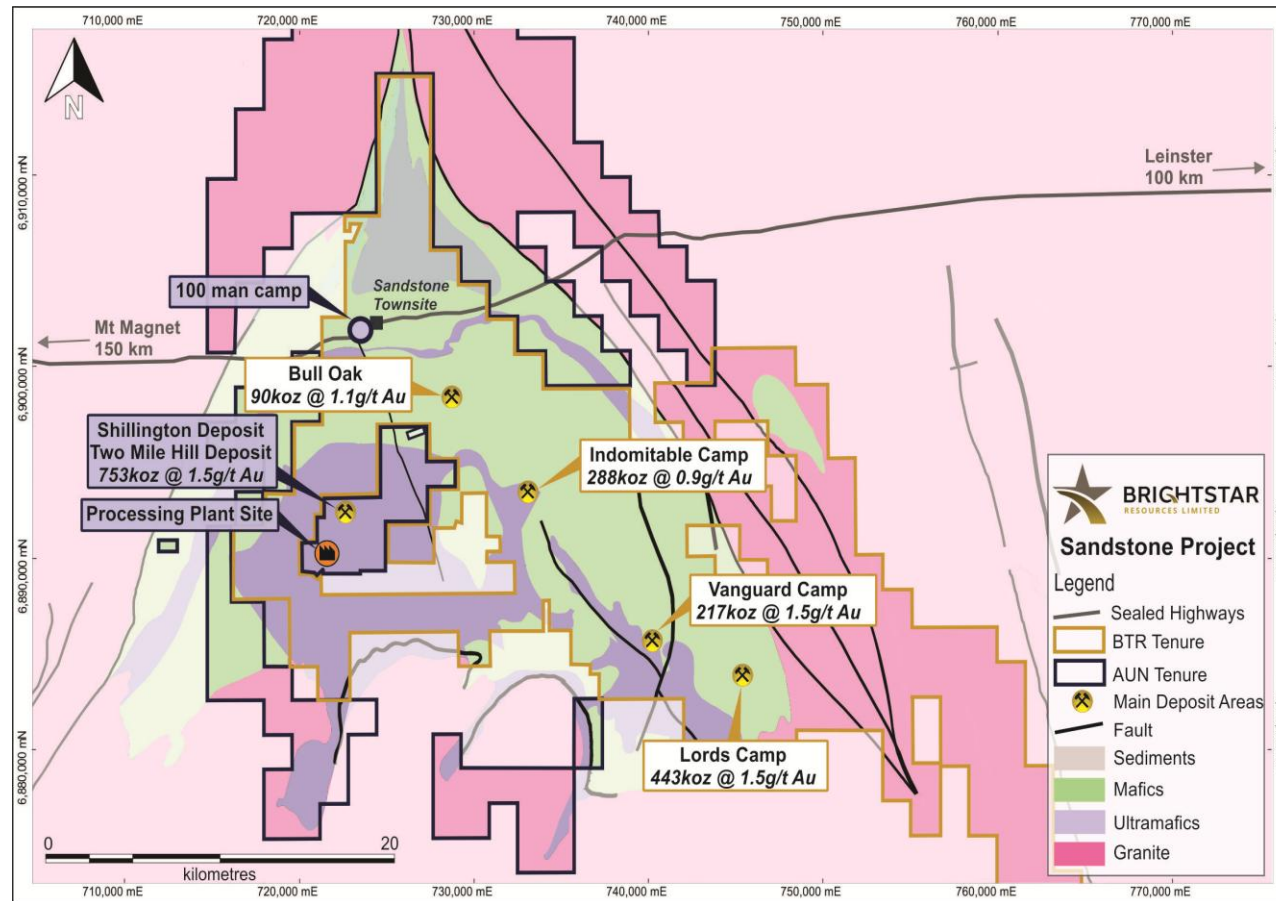 710,000 mE
720,000 mE
730,000 mE
740,000 mE
750,000 mE
760,000 mE
770,000 mE
6,910,000 mN
6,900,000 mN
6,890,000 mN
6,880,000 mN
N
Leinster
100 km
100 man camp
Sandstone
Townsite
Mt Magnet
150 km
Bull Oak
90koz @ 1.1g/t Au
Shillington Deposit
Two Mile Hill Deposit
753koz @ 1.5g/t Au
Processing Plant Site
Indomitable Camp
288koz @ 0.9g/t Au
Vanguard Camp
217koz @ 1.5g/t Au
Lords Camp
443koz @ 1.5g/t Au
BRIGHTSTAR
RESOURCES LIMITED
Sandstone Project
Legend
Sealed Highways
BTR Tenure
AUN Tenure
Main Deposit Areas
Fault
Sediments
Mafics
Ultramafics
Granite
0
20
kilometres
710,000 mE
720,000 mE
730,000 mE
740,000 mE
750,000 mE
760,000 mE
770,000 mE